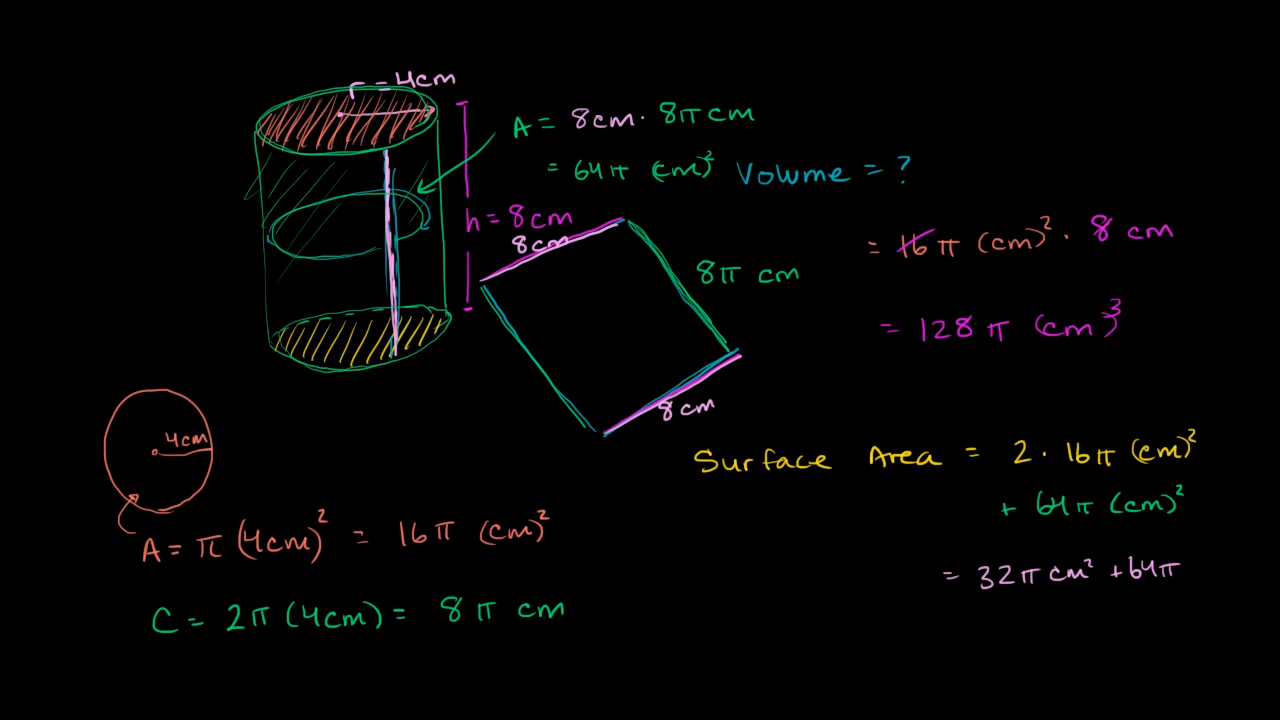 r = 4cm
A = 8cm · 8π cm
= 64π (cm)²
Volume = ?
h = 8cm
8cm
= 16π (cm)² · 8 cm
8π cm
= 128π (cm)³
8cm
4cm
Surface Area = 2 · 16π (cm)²
+ 64π (cm)²
A = π (4cm)² = 16π (cm)²
= 32π cm² + 64π
C = 2π (4cm) = 8π cm